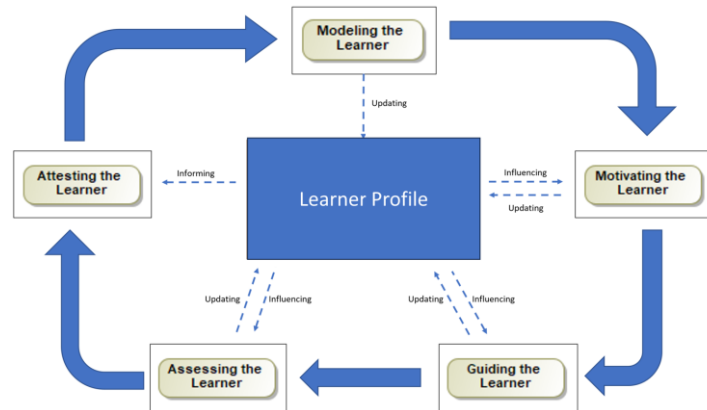 Modeling the
Learner
Updating
Attesting the
Learner
Informing
Learner Profile
Influencing
Updating
Motivating the
Learner
Updating
Influencing
Updating
Influencing
Assessing the
Learner
Guiding the
Learner